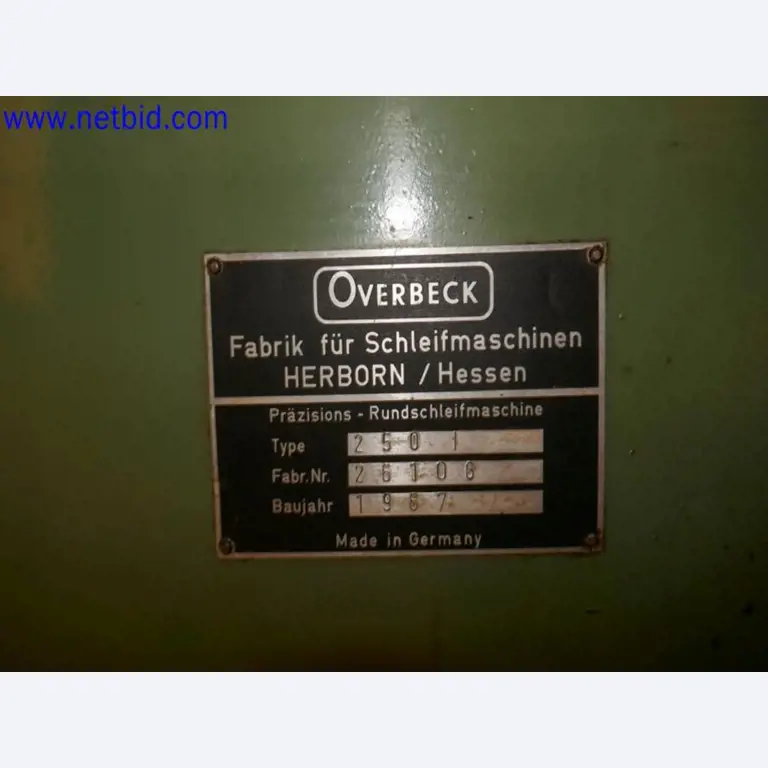 www.netbid.com
OVERBECK
Fabrik für Schleifmaschinen
HERBORN / Hessen
Präzisions - Rundschleifmaschine
Type 250 I
Fabr.Nr. 26106
Baujahr 1967
Made in Germany